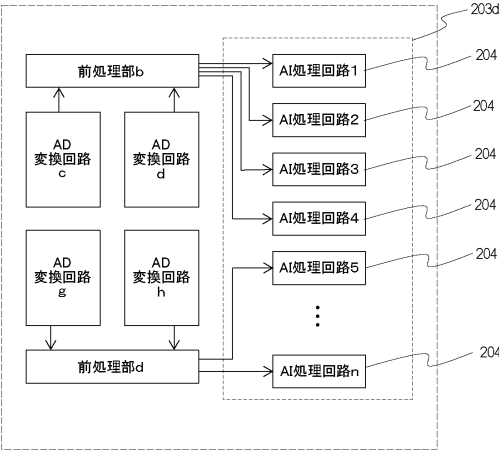 203d
前処理部b
AI処理回路1
204
AD
変換回路
c
AD
変換回路
d
AI処理回路2
204
AI処理回路3
204
AI処理回路4
204
AD
変換回路
g
AD
変換回路
h
AI処理回路5
204
前処理部d
AI処理回路n
204